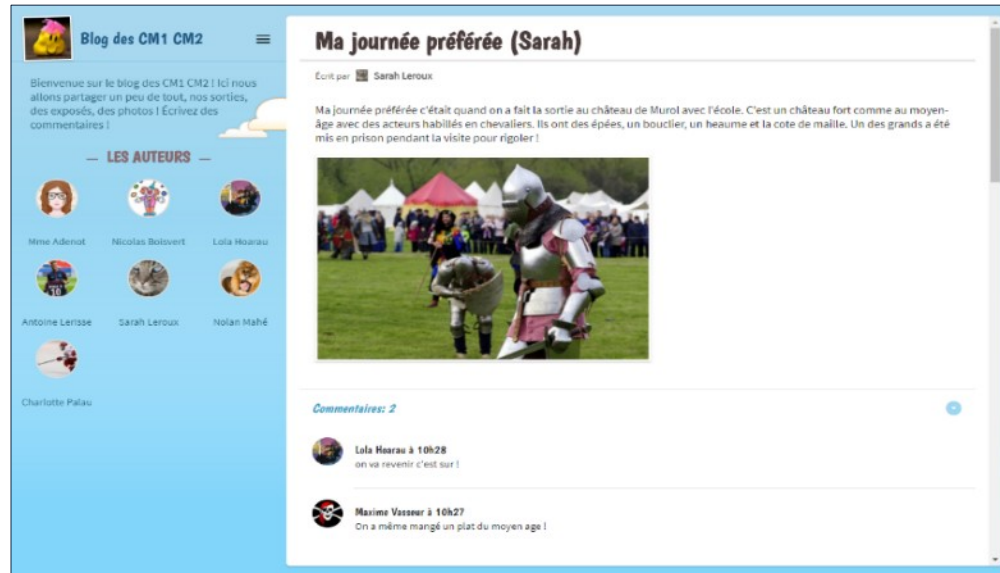 Blog des CM1 CM2
Bienvenue sur le blog des CM1 CM2 ! Ici nous
allons partager un peu de tout, nos sorties,
des exposés, des photos ! Écrivez des
commentaires !
— LES AUTEURS —
Mme Adenot Nicolas Boisvert Lola Hoarau
10
Antoine Lerisse Sarah Leroux Nolan Mahé
Charlotte Palau
Ma journée préférée (Sarah)
Écrit par Sarah Leroux
Ma journée préférée c'était quand on a fait la sortie au château de Murol avec l'école. C'est un château fort comme au moyen-
âge avec des acteurs habillés en chevaliers. Ils ont des épées, un bouclier, un heaume et la cote de maille. Un des grands a été
mis en prison pendant la visite pour rigoler !
Commentaires: 2
Lola Hoarau à 10h28
on va revenir c'est sur !
Maxime Vasseur à 10h27
On a même mangé un plat du moyen age !